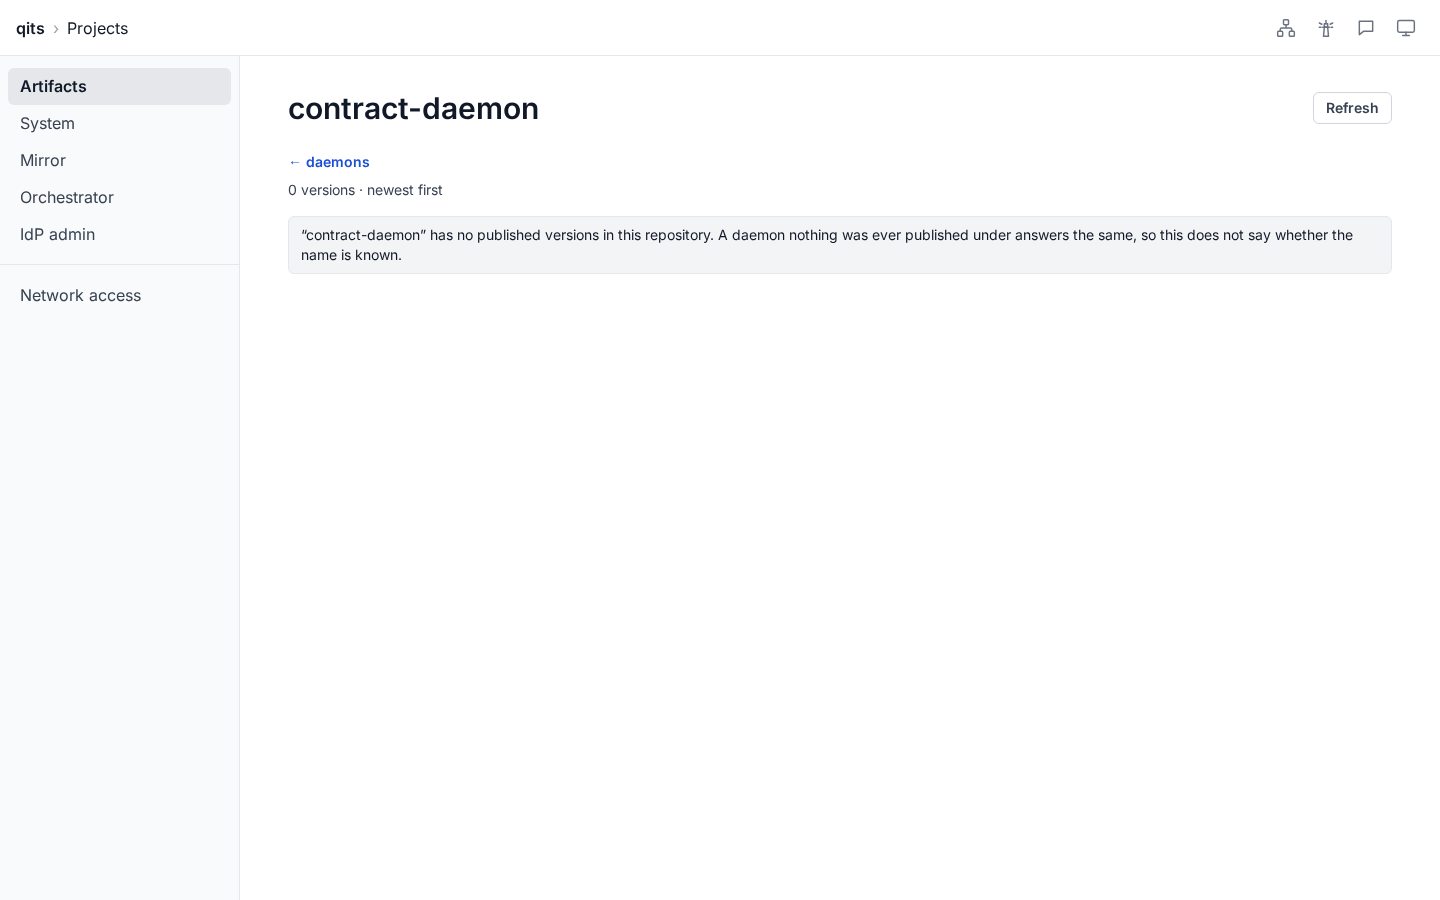 qits › Projects
Artifacts
System
Mirror
Orchestrator
IdP admin
Network access
contract-daemon
Refresh
← daemons
0 versions · newest first
“contract-daemon” has no published versions in this repository. A daemon nothing was ever published under answers the same, so this does not say whether the
name is known.